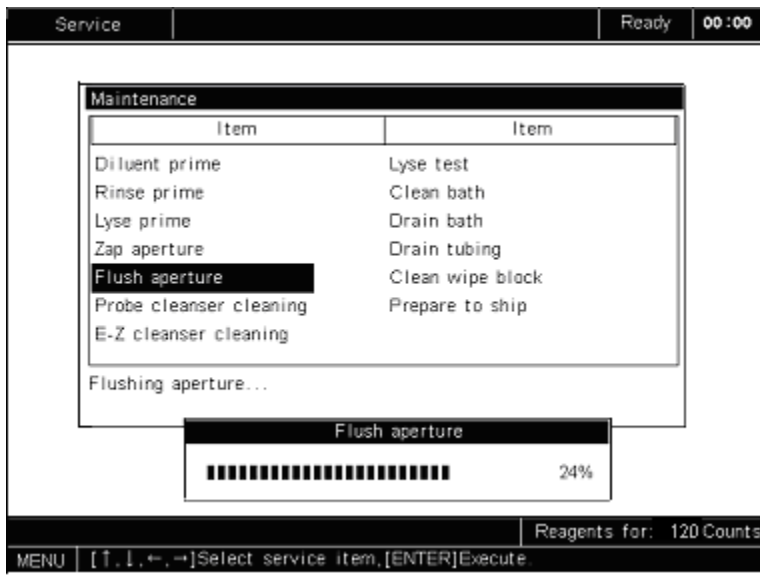 Service Ready 00:00
Maintenance
Item Item
Diluent prime Lyse test
Rinse prime Clean bath
Lyse prime Drain bath
Zap aperture Drain tubing
Flush aperture Clean wipe block
Probe cleanser cleaning Prepare to ship
E-Z cleanser cleaning
Flushing aperture...
Flush aperture
24%
Reagents for: 120 Counts
MENU [↑,↓,←,→]Select service item,[ENTER]Execute.